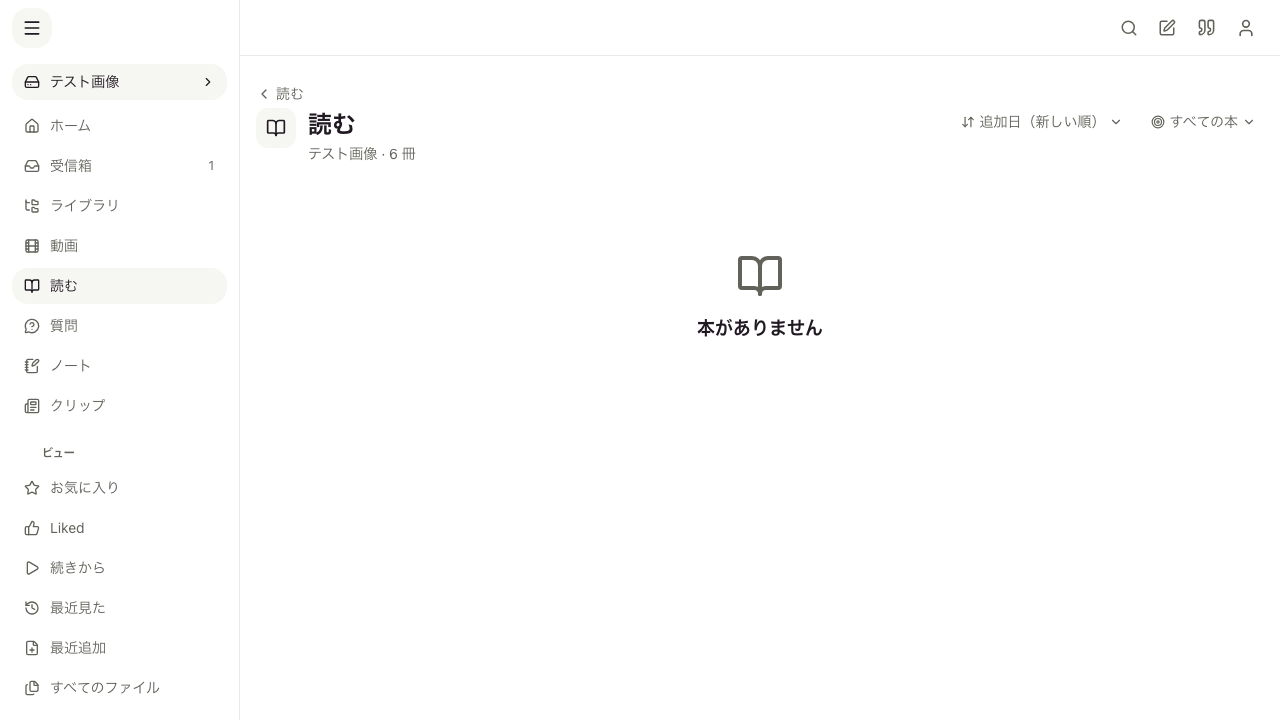 テスト画像
ホーム
受信箱 1
ライブラリ
動画
読む
質問
ノート
クリップ
ビュー
お気に入り
Liked
続きから
最近見た
最近追加
すべてのファイル
読む
読む
テスト画像 · 6 冊
追加日（新しい順）
すべての本
本がありません